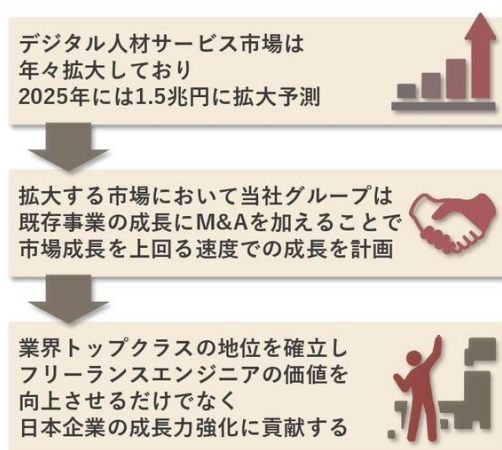 デジタル人材サービス市場は
年々拡大しており
2025年には1.5兆円に拡大予測
拡大する市場において当社グループは
既存事業の成長にM&Aを加えることで
市場成長を上回る速度での成長を計画
業界トップクラスの地位を確立し
フリーランスエンジニアの価値を
向上させるだけでなく
日本企業の成長力強化に貢献する